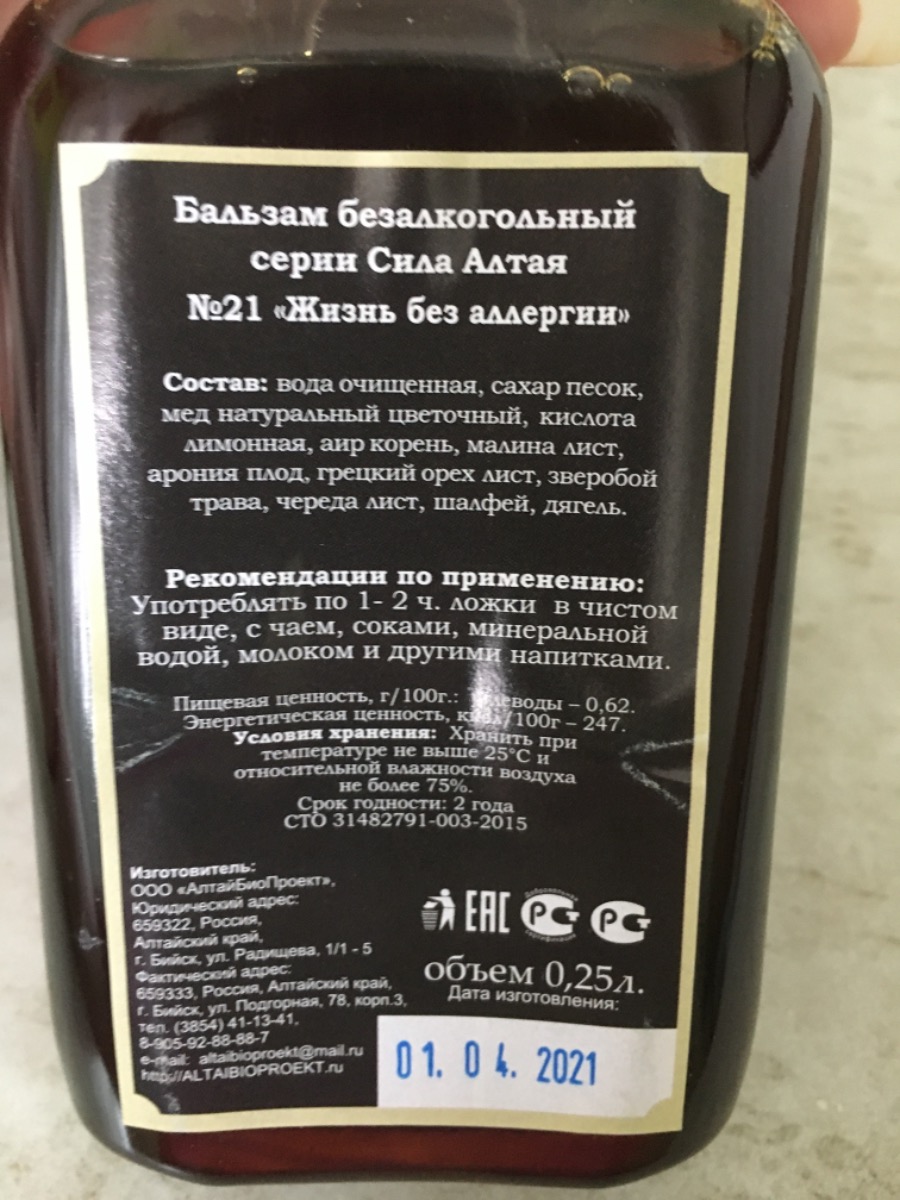 Бальзам безалкогольный
серии Сила Алтая
№21 «Жизнь без аллергии»
Состав: вода очищенная, сахар песок,
мед натуральный цветочный, кислота
лимонная, аир корень, малина лист,
арония плод, грецкий орех лист, зверобой
трава, череда лист, шалфей, дягель.
Рекомендации по применению:
Употреблять по 1- 2 ч. ложки в чистом
виде, с чаем, соками, минеральной
водой, молоком и другими напитками.
Пищевая ценность, г/100г.: углеводы – 0,62.
Энергетическая ценность, ккал/100г – 247.
Условия хранения: Хранить при
температуре не выше 25°С и
относительной влажности воздуха
не более 75%.
Срок годности: 2 года
СТО 31482791-003-2015
Изготовитель:
ООО «АлтайБиоПроект»,
Юридический адрес:
659322, Россия,
Алтайский край,
г. Бийск, ул. Радищева, 1/1 - 5
Фактический адрес:
659333, Россия, Алтайский край,
г. Бийск, ул. Подгорная, 78, корп.3,
тел. (3854) 41-13-41,
8-905-92-88-88-7
e-mail: altaibioproekt@mail.ru
http://ALTAIBIOPROEKT.ru
ЕАС РСТ РСТ
объем 0,25л.
Дата изготовления:
01. 04. 2021